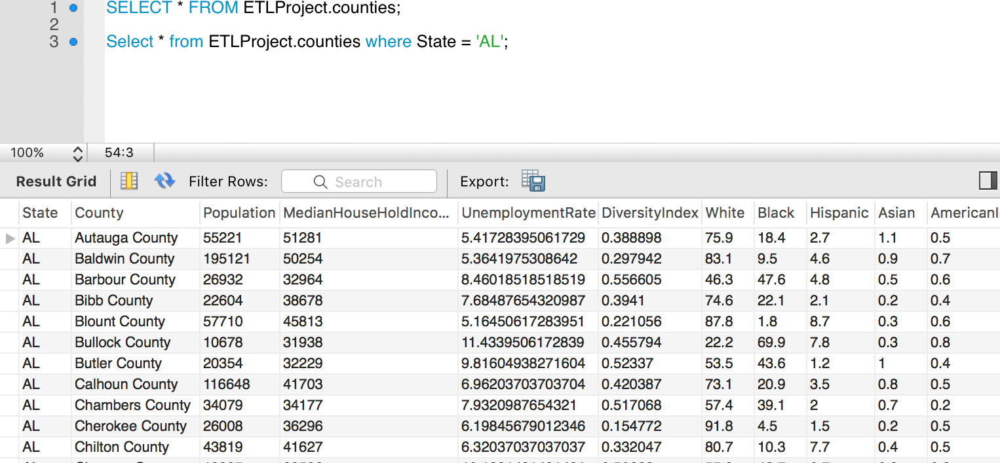 1 SELECT * FROM ETLProject.counties;
2
3 Select * from ETLProject.counties where State = 'AL';
100% 54:3
Result Grid Filter Rows: Search Export:
State County Population MedianHouseHoldInco... UnemploymentRate DiversityIndex White Black Hispanic Asian AmericanI
AL Autauga County 55221 51281 5.41728395061729 0.388898 75.9 18.4 2.7 1.1 0.5
AL Baldwin County 195121 50254 5.3641975308642 0.297942 83.1 9.5 4.6 0.9 0.7
AL Barbour County 26932 32964 8.46018518518519 0.556605 46.3 47.6 4.8 0.5 0.6
AL Bibb County 22604 38678 7.68487654320987 0.3941 74.6 22.1 2.1 0.2 0.4
AL Blount County 57710 45813 5.16450617283951 0.221056 87.8 1.8 8.7 0.3 0.6
AL Bullock County 10678 31938 11.4339506172839 0.455794 22.2 69.9 7.8 0.3 0.8
AL Butler County 20354 32229 9.81604938271604 0.52337 53.5 43.6 1.2 1 0.4
AL Calhoun County 116648 41703 6.96203703703704 0.420387 73.1 20.9 3.5 0.8 0.5
AL Chambers County 34079 34177 7.9320987654321 0.517068 57.4 39.1 2 0.7 0.2
AL Cherokee County 26008 36296 6.19845679012346 0.154772 91.8 4.5 1.5 0.2 0.5
AL Chilton County 43819 41627 6.32037037037037 0.332047 80.7 10.3 7.7 0.4 0.5